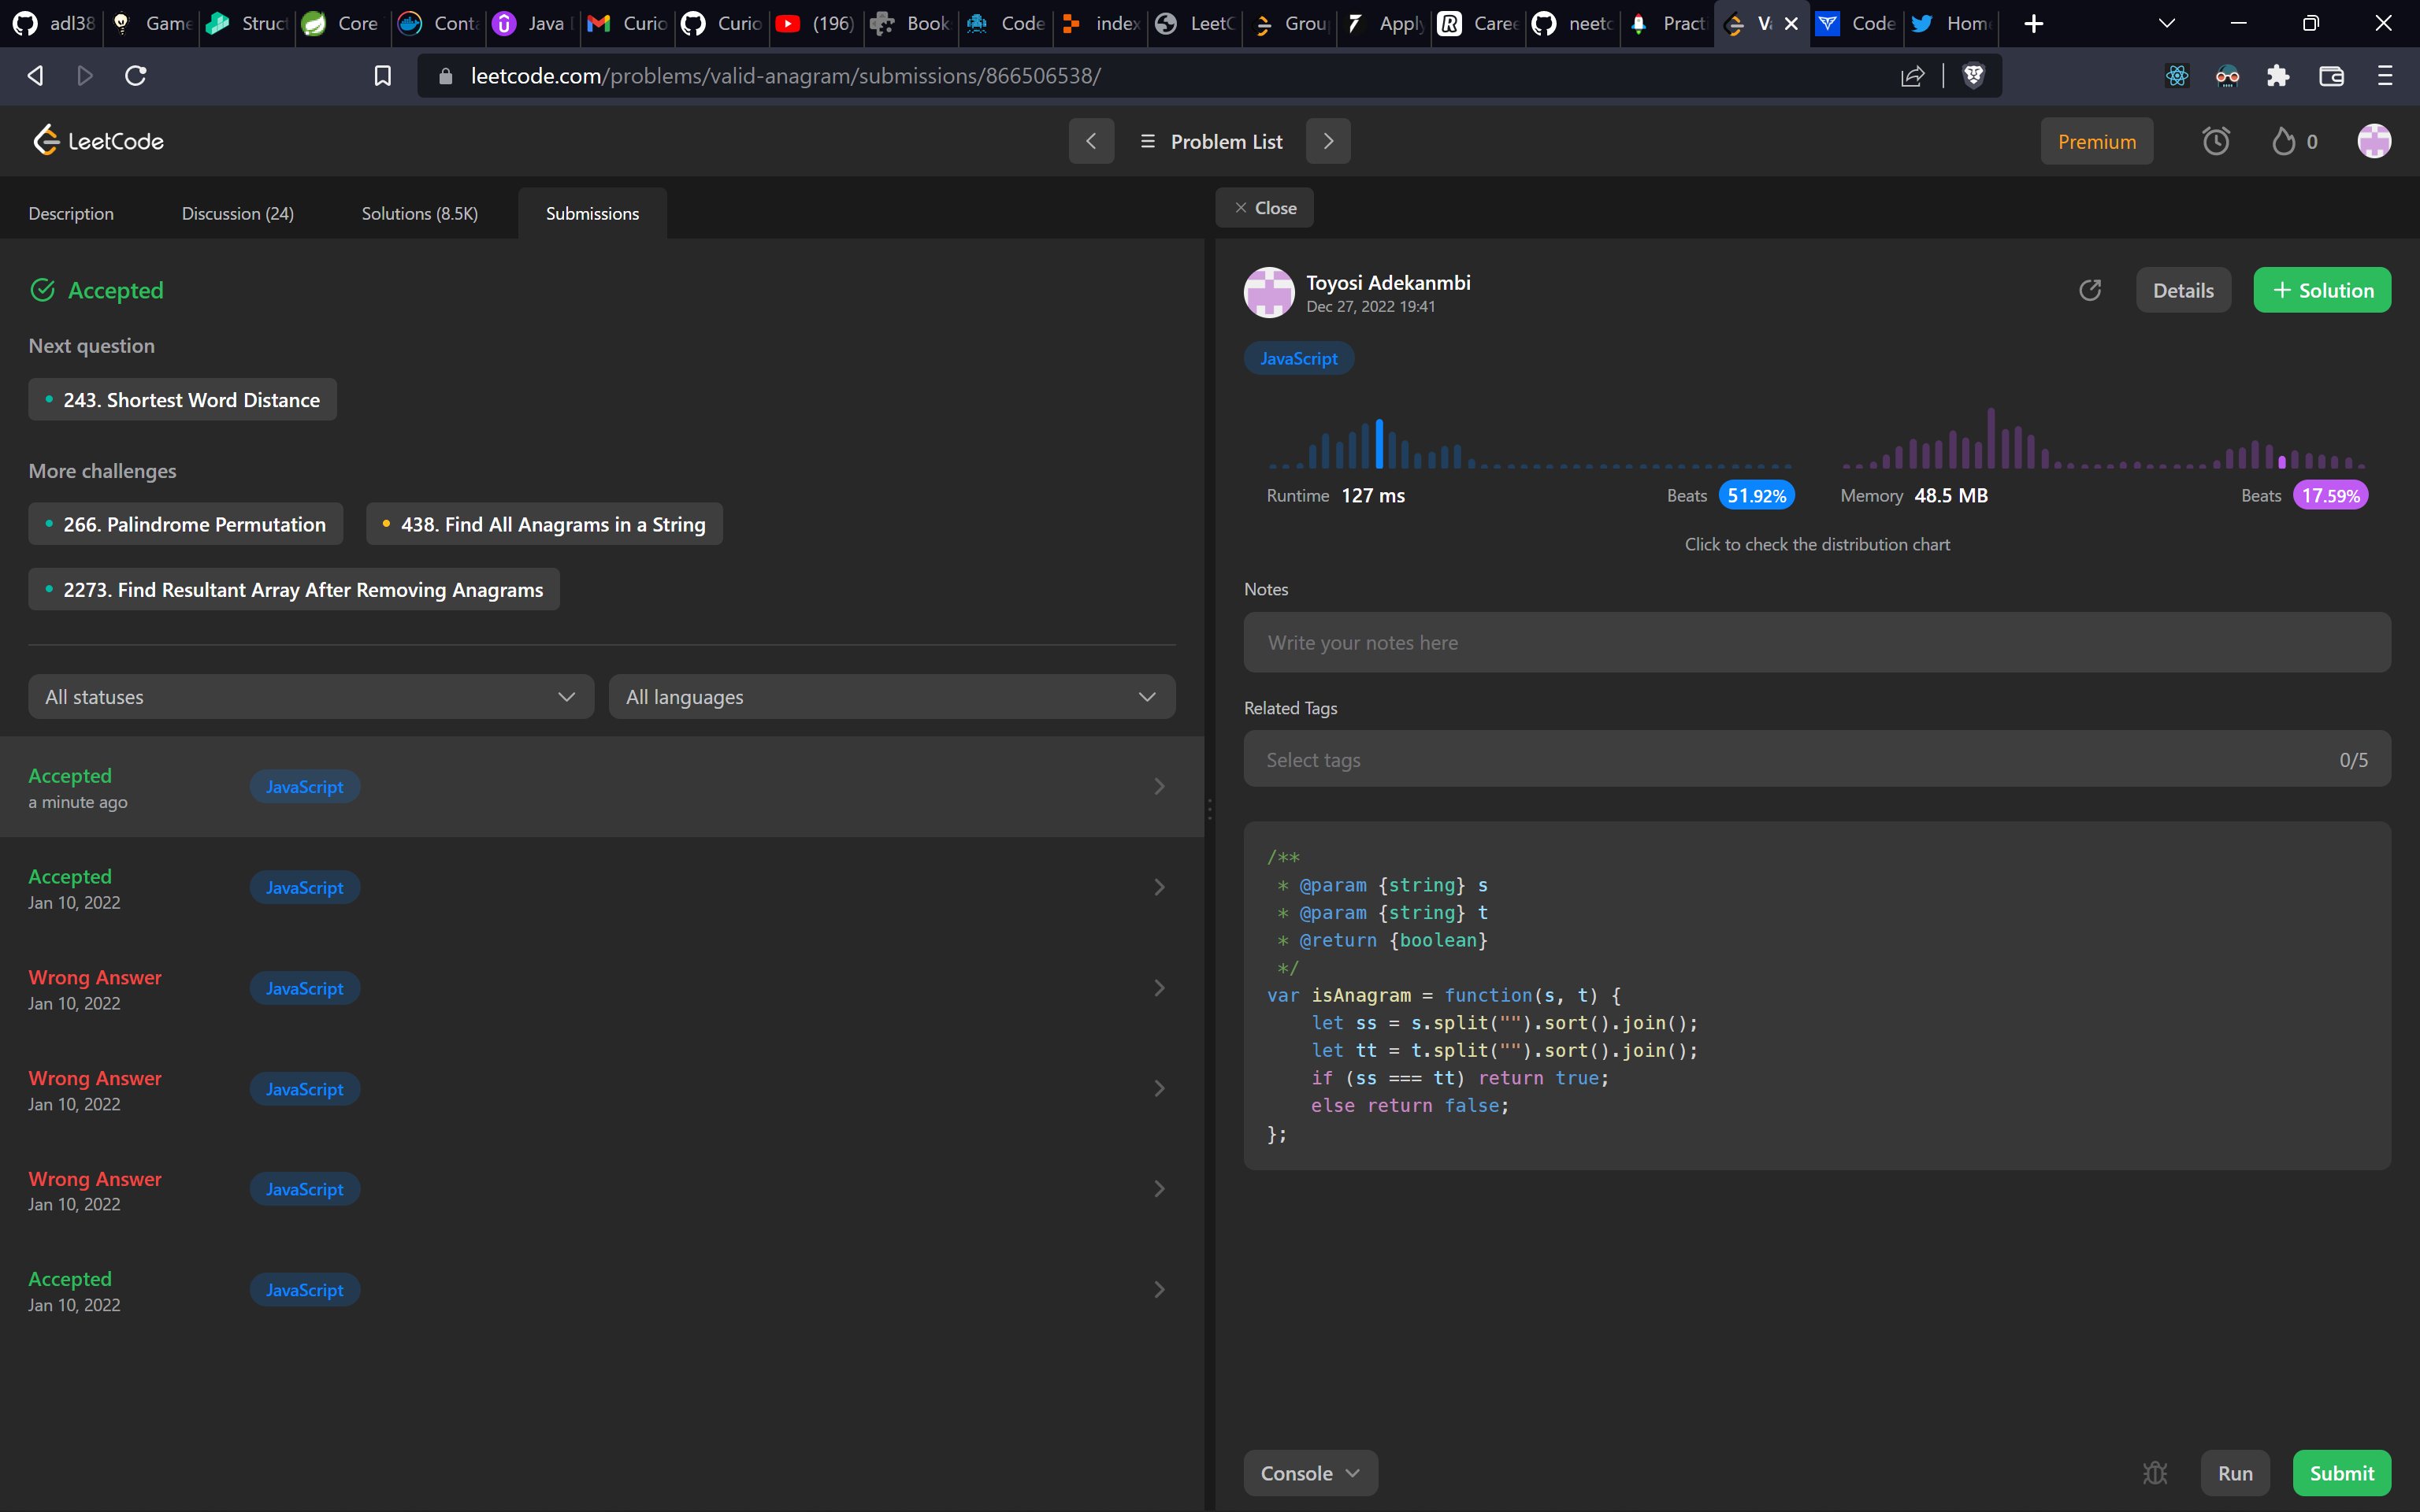 adl38 Game Struct Core Conta Java Curio Curio (196) Book Code index LeetC Grou Apply R Caree neetc Practi Va Code Home
leetcode.com/problems/valid-anagram/submissions/866506538/
LeetCode Problem List Premium 0
Description Discussion (24) Solutions (8.5K) Submissions Close
Accepted
Next question
243. Shortest Word Distance
More challenges
266. Palindrome Permutation 438. Find All Anagrams in a String
2273. Find Resultant Array After Removing Anagrams
All statuses All languages
Accepted JavaScript
a minute ago
Accepted JavaScript
Jan 10, 2022
Wrong Answer JavaScript
Jan 10, 2022
Wrong Answer JavaScript
Jan 10, 2022
Wrong Answer JavaScript
Jan 10, 2022
Accepted JavaScript
Jan 10, 2022
Toyosi Adekanmbi Details + Solution
Dec 27, 2022 19:41
JavaScript
Runtime 127 ms Beats 51.92% Memory 48.5 MB Beats 17.59%
Click to check the distribution chart
Notes
Write your notes here
Related Tags
Select tags 0/5
/**
 * @param {string} s
 * @param {string} t
 * @return {boolean}
 */
var isAnagram = function(s, t) {
    let ss = s.split("").sort().join();
    let tt = t.split("").sort().join();
    if (ss === tt) return true;
    else return false;
};
Console Run Submit